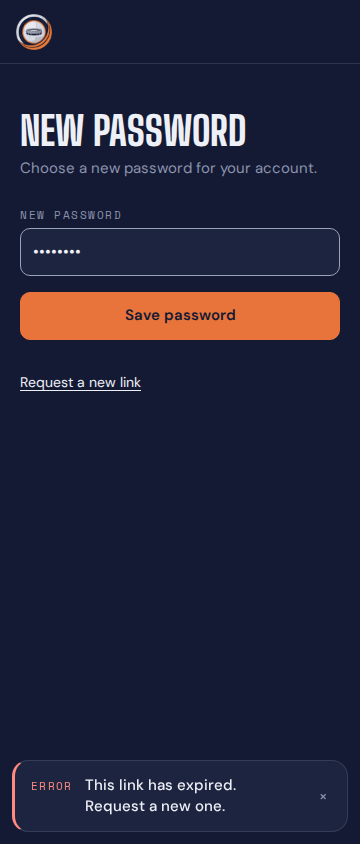 NEW PASSWORD
Choose a new password for your account.
NEW PASSWORD
••••••••
Save password
Request a new link
ERROR
This link has expired.
Request a new one.
×